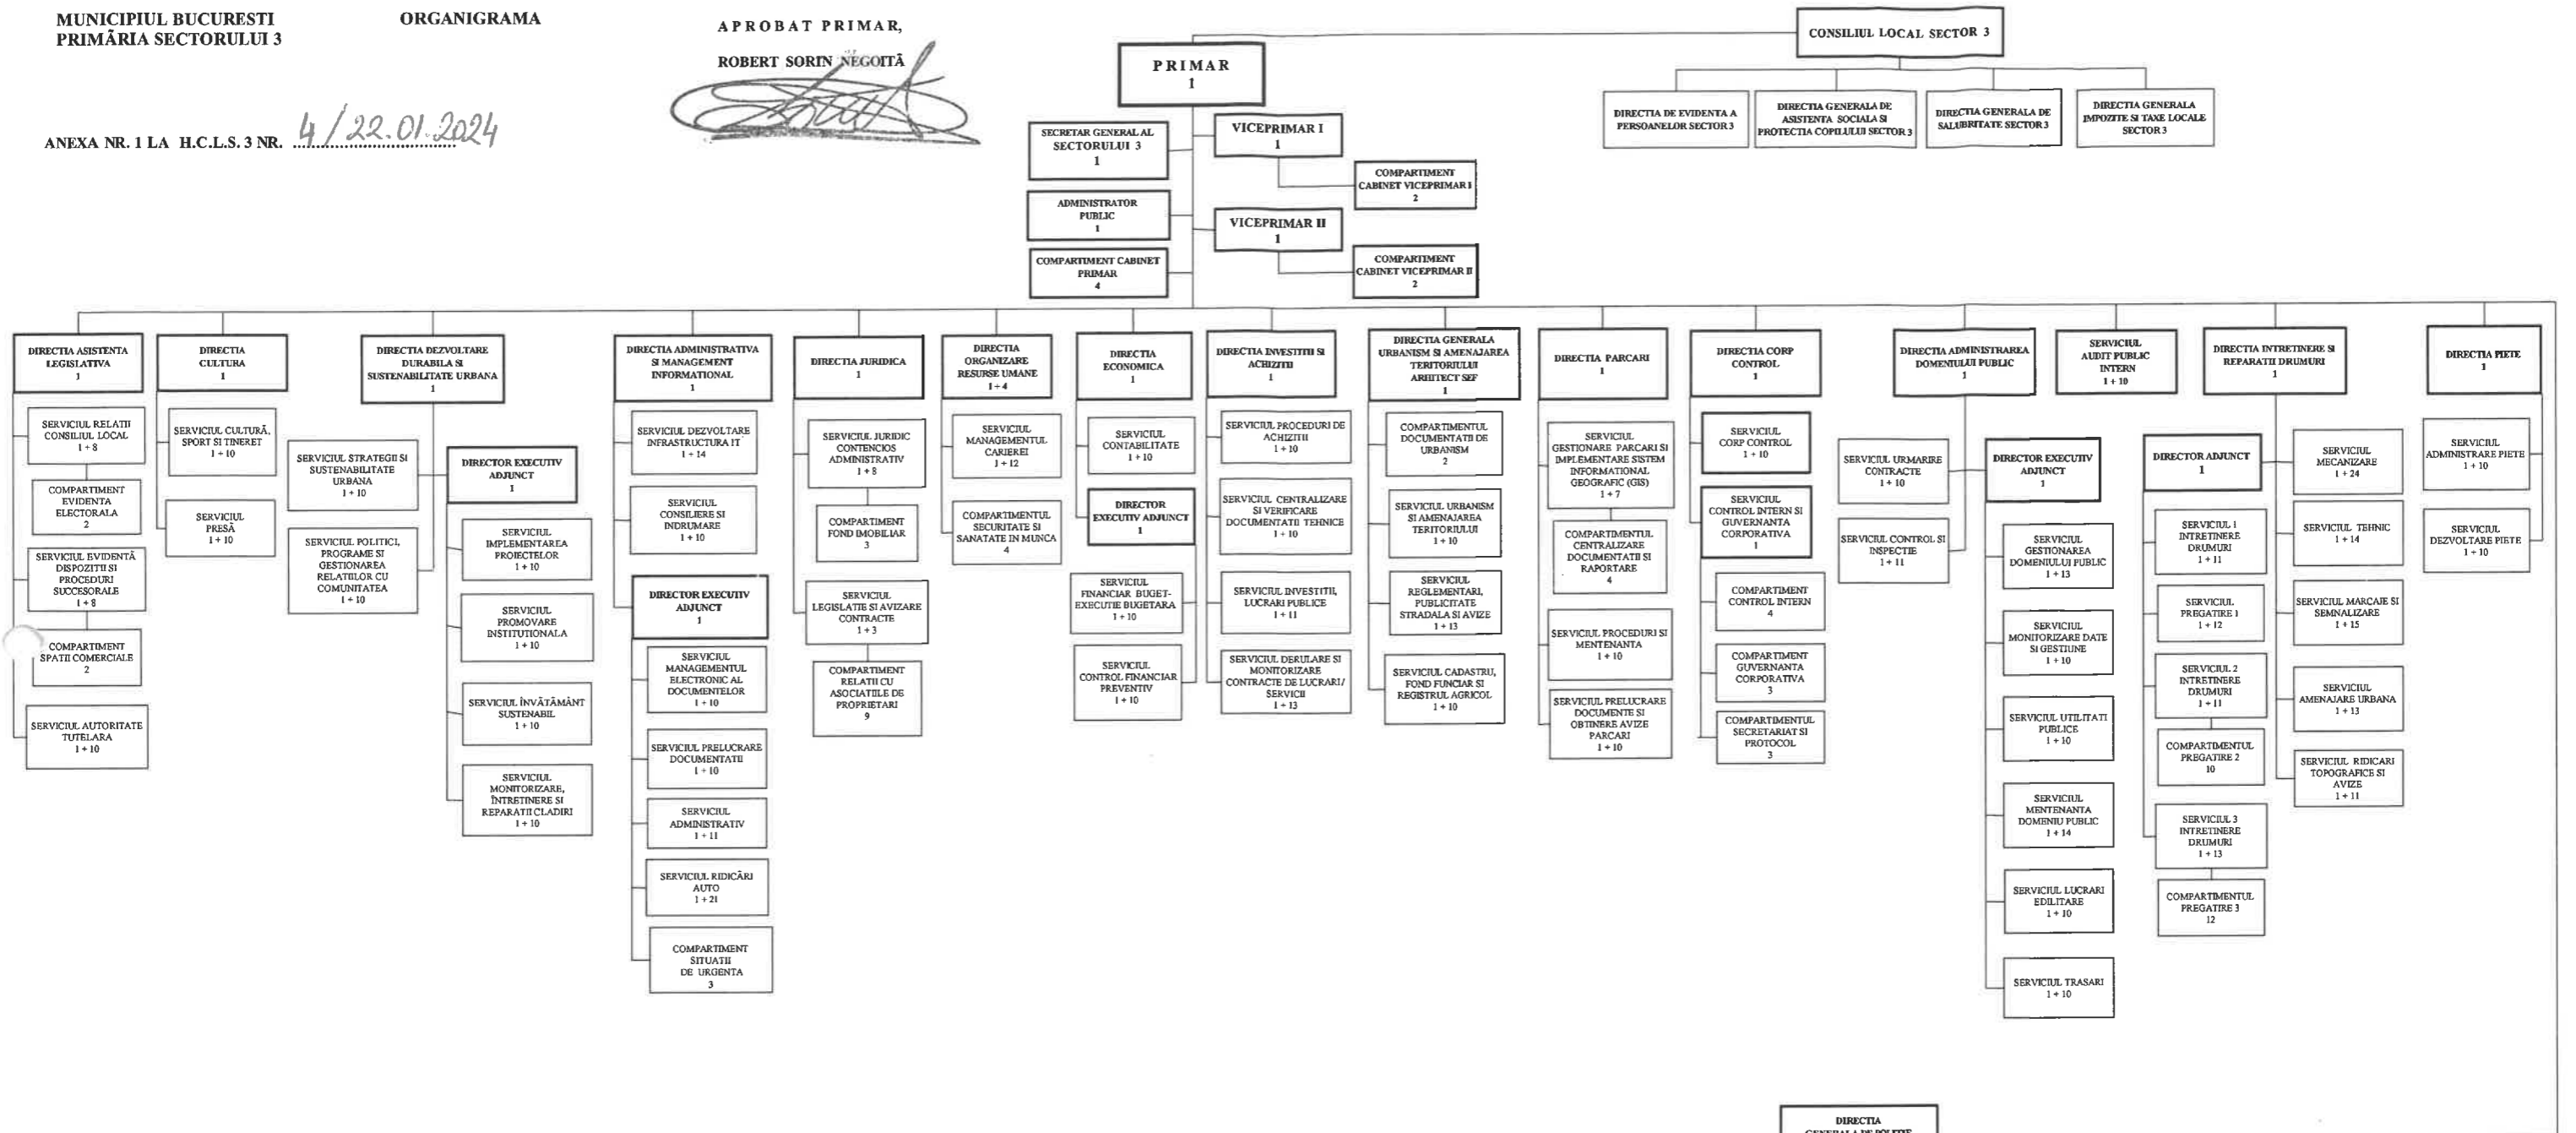 MUNICIPIUL BUCURESTI
PRIMÃRIA SECTORULUI 3
ORGANIGRAMA
APROBAT PRIMAR,
ROBERT SORIN NEGOITÃ
ANEXA NR. 1 LA H.C.L.S. 3 NR. 4/22.01.2024
CONSILIUL LOCAL SECTOR 3
PRIMAR
1
DIRECTIA DE EVIDENTA A
PERSOANELOR SECTOR 3
DIRECTIA GENERALA DE
ASISTENTA SOCIALA SI
PROTECTIA COPILULUI SECTOR 3
DIRECTIA GENERALA DE
SALUBRITATE SECTOR 3
DIRECTIA GENERALA
IMPOZITE SI TAXE LOCALE
SECTOR 3
SECRETAR GENERAL AL
SECTORULUI 3
1
VICEPRIMAR I
1
COMPARTIMENT
CABINET VICEPRIMAR I
2
ADMINISTRATOR
PUBLIC
1
VICEPRIMAR II
1
COMPARTIMENT CABINET
PRIMAR
4
COMPARTIMENT
CABINET VICEPRIMAR II
2
DIRECTIA ASISTENTA
LEGISLATIVA
1
SERVICIUL RELATII
CONSILIUL LOCAL
1 + 8
COMPARTIMENT
EVIDENTA
ELECTORALA
2
SERVICIUL EVIDENTÃ
DISPOZITII SI
PROCEDURI
SUCCESORALE
1 + 8
COMPARTIMENT
SPATII COMERCIALE
2
SERVICIUL AUTORITATE
TUTELARA
1 + 10
DIRECTIA
CULTURA
1
SERVICIUL CULTURÃ,
SPORT SI TINERET
1 + 10
SERVICIUL
PRESÃ
1 + 10
DIRECTIA DEZVOLTARE
DURABILA SI
SUSTENABILITATE URBANA
1
SERVICIUL STRATEGII SI
SUSTENABILITATE
URBANA
1 + 10
SERVICIUL POLITICI,
PROGRAME SI
GESTIONAREA
RELATIILOR CU
COMUNITATEA
1 + 10
DIRECTOR EXECUTIV
ADJUNCT
1
SERVICIUL
IMPLEMENTAREA
PROIECTELOR
1 + 10
SERVICIUL
PROMOVARE
INSTITUTIONALA
1 + 10
SERVICIUL ÎNVÃTÃMÂNT
SUSTENABIL
1 + 10
SERVICIUL
MONITORIZARE,
ÎNTRETINERE SI
REPARATII CLADIRI
1 + 10
DIRECTIA ADMINISTRATIVA
SI MANAGEMENT
INFORMATIONAL
1
SERVICIUL DEZVOLTARE
INFRASTRUCTURA IT
1 + 14
SERVICIUL
CONSILIERE SI
INDRUMARE
1 + 10
DIRECTOR EXECUTIV
ADJUNCT
1
SERVICIUL
MANAGEMENTUL
ELECTRONIC AL
DOCUMENTELOR
1 + 10
SERVICIUL PRELUCRARE
DOCUMENTATII
1 + 10
SERVICIUL
ADMINISTRATIV
1 + 11
SERVICIUL RIDICÃRI
AUTO
1 + 21
COMPARTIMENT
SITUATII
DE URGENTA
3
DIRECTIA JURIDICA
1
SERVICIUL JURIDIC
CONTENCIOS
ADMINISTRATIV
1 + 8
COMPARTIMENT
FOND IMOBILIAR
3
SERVICIUL
LEGISLATIE SI AVIZARE
CONTRACTE
1 + 3
COMPARTIMENT
RELATII CU
ASOCIATIILE DE
PROPRIETARI
9
DIRECTIA
ORGANIZARE
RESURSE UMANE
1 + 4
SERVICIUL
MANAGEMENTUL
CARIEREI
1 + 12
COMPARTIMENTUL
SECURITATE SI
SANATATE IN MUNCA
4
DIRECTIA
ECONOMICA
1
SERVICIUL
CONTABILITATE
1 + 10
DIRECTOR
EXECUTIV ADJUNCT
1
SERVICIUL
FINANCIAR BUGET-
EXECUTIE BUGETARA
1 + 10
SERVICIUL
CONTROL FINANCIAR
PREVENTIV
1 + 10
DIRECTIA INVESTITII SI
ACHIZITII
1
SERVICIUL PROCEDURI DE
ACHIZITII
1 + 10
SERVICIUL CENTRALIZARE
SI VERIFICARE
DOCUMENTATII TEHNICE
1 + 10
SERVICIUL INVESTITII,
LUCRARI PUBLICE
1 + 11
SERVICIUL DERULARE SI
MONITORIZARE
CONTRACTE DE LUCRARI/
SERVICII
1 + 13
DIRECTIA GENERALA
URBANISM SI AMENAJAREA
TERITORIULUI
ARHITECT SEF
1
COMPARTIMENTUL
DOCUMENTATII DE
URBANISM
2
SERVICIUL URBANISM
SI AMENAJAREA
TERITORIULUI
1 + 10
SERVICIUL
REGLEMENTARI,
PUBLICITATE
STRADALA SI AVIZE
1 + 13
SERVICIUL CADASTRU,
FOND FUNCIAR SI
REGISTRUL AGRICOL
1 + 10
DIRECTIA PARCARI
1
SERVICIUL
GESTIONARE PARCARI SI
IMPLEMENTARE SISTEM
INFORMATIONAL
GEOGRAFIC (GIS)
1 + 7
COMPARTIMENTUL
CENTRALIZARE
DOCUMENTATII SI
RAPORTARE
4
SERVICIUL PROCEDURI SI
MENTENANTA
1 + 10
SERVICIUL PRELUCRARE
DOCUMENTE SI
OBTINERE AVIZE
PARCARI
1 + 10
DIRECTIA CORP
CONTROL
1
SERVICIUL
CORP CONTROL
1 + 10
SERVICIUL
CONTROL INTERN SI
GUVERNANTA
CORPORATIVA
1
COMPARTIMENT
CONTROL INTERN
4
COMPARTIMENT
GUVERNANTA
CORPORATIVA
3
COMPARTIMENTUL
SECRETARIAT SI
PROTOCOL
3
DIRECTIA ADMINISTRAREA
DOMENIULUI PUBLIC
1
SERVICIUL URMARIRE
CONTRACTE
1 + 10
SERVICIUL CONTROL SI
INSPECTIE
1 + 11
DIRECTOR EXECUTIV
ADJUNCT
1
SERVICIUL
GESTIONAREA
DOMENIULUI PUBLIC
1 + 13
SERVICIUL
MONITORIZARE DATE
SI GESTIUNE
1 + 10
SERVICIUL UTILITATI
PUBLICE
1 + 10
SERVICIUL
MENTENANTA
DOMENIU PUBLIC
1 + 14
SERVICIUL LUCRARI
EDILITARE
1 + 10
SERVICIUL TRASARI
1 + 10
SERVICIUL
AUDIT PUBLIC
INTERN
1 + 10
DIRECTIA INTRETINERE SI
REPARATII DRUMURI
1
DIRECTOR ADJUNCT
1
SERVICIUL 1
INTRETINERE
DRUMURI
1 + 11
SERVICIUL
PREGATIRE 1
1 + 12
SERVICIUL 2
INTRETINERE
DRUMURI
1 + 11
COMPARTIMENTUL
PREGATIRE 2
10
SERVICIUL 3
INTRETINERE
DRUMURI
1 + 13
COMPARTIMENTUL
PREGATIRE 3
12
SERVICIUL
MECANIZARE
1 + 24
SERVICIUL TEHNIC
1 + 14
SERVICIUL MARCAJE SI
SEMNALIZARE
1 + 15
SERVICIUL
AMENAJARE URBANA
1 + 13
SERVICIUL RIDICARI
TOPOGRAFICE SI
AVIZE
1 + 11
DIRECTIA PIETE
1
SERVICIUL
ADMINISTRARE PIETE
1 + 10
SERVICIUL
DEZVOLTARE PIETE
1 + 10
DIRECTIA